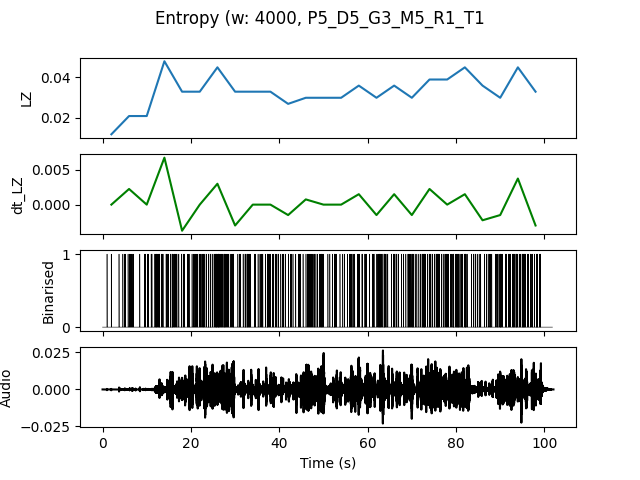 Entropy (w: 4000, P5_D5_G3_M5_R1_T1
0.04
0.02
LZ
0.005
0.000
dt_LZ
1
0
Binarised
0.025
0.000
−0.025
Audio
0 20 40 60 80 100
Time (s)